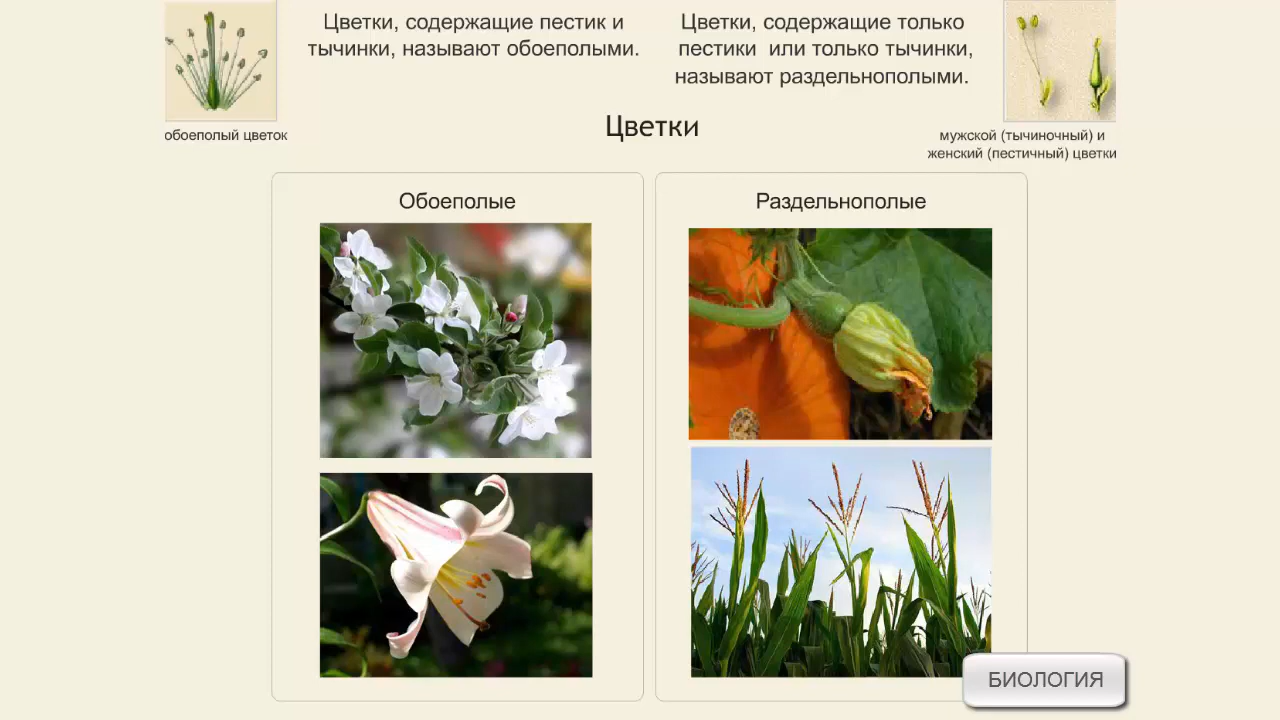 Цветки, содержащие пестик и
тычинки, называют обоеполыми.
Цветки, содержащие только
пестики или только тычинки,
называют раздельнополыми.
обоеполый цветок
Цветки
мужской (тычиночный) и
женский (пестичный) цветки
Обоеполые
Раздельнополые
БИОЛОГИЯ